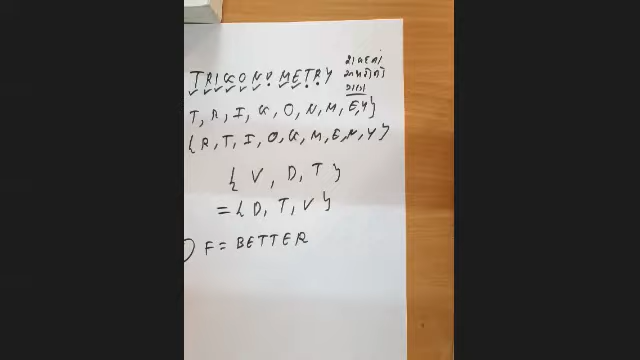 TRIGONOMETRY
T, R, I, G, O, N, M, E, Y}
{R, T, I, O, G, M, E, N, Y}
{V, D, T}
={D, T, V}
) F = BETTER